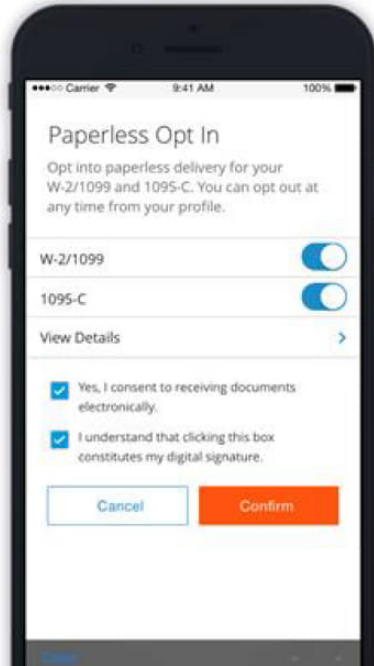 Carrier 9:41 AM 100%
Paperless Opt In
Opt into paperless delivery for your
W-2/1099 and 1095-C. You can opt out at
any time from your profile.
W-2/1099
1095-C
View Details
Yes, I consent to receiving documents
electronically.
I understand that clicking this box
constitutes my digital signature.
Cancel Confirm